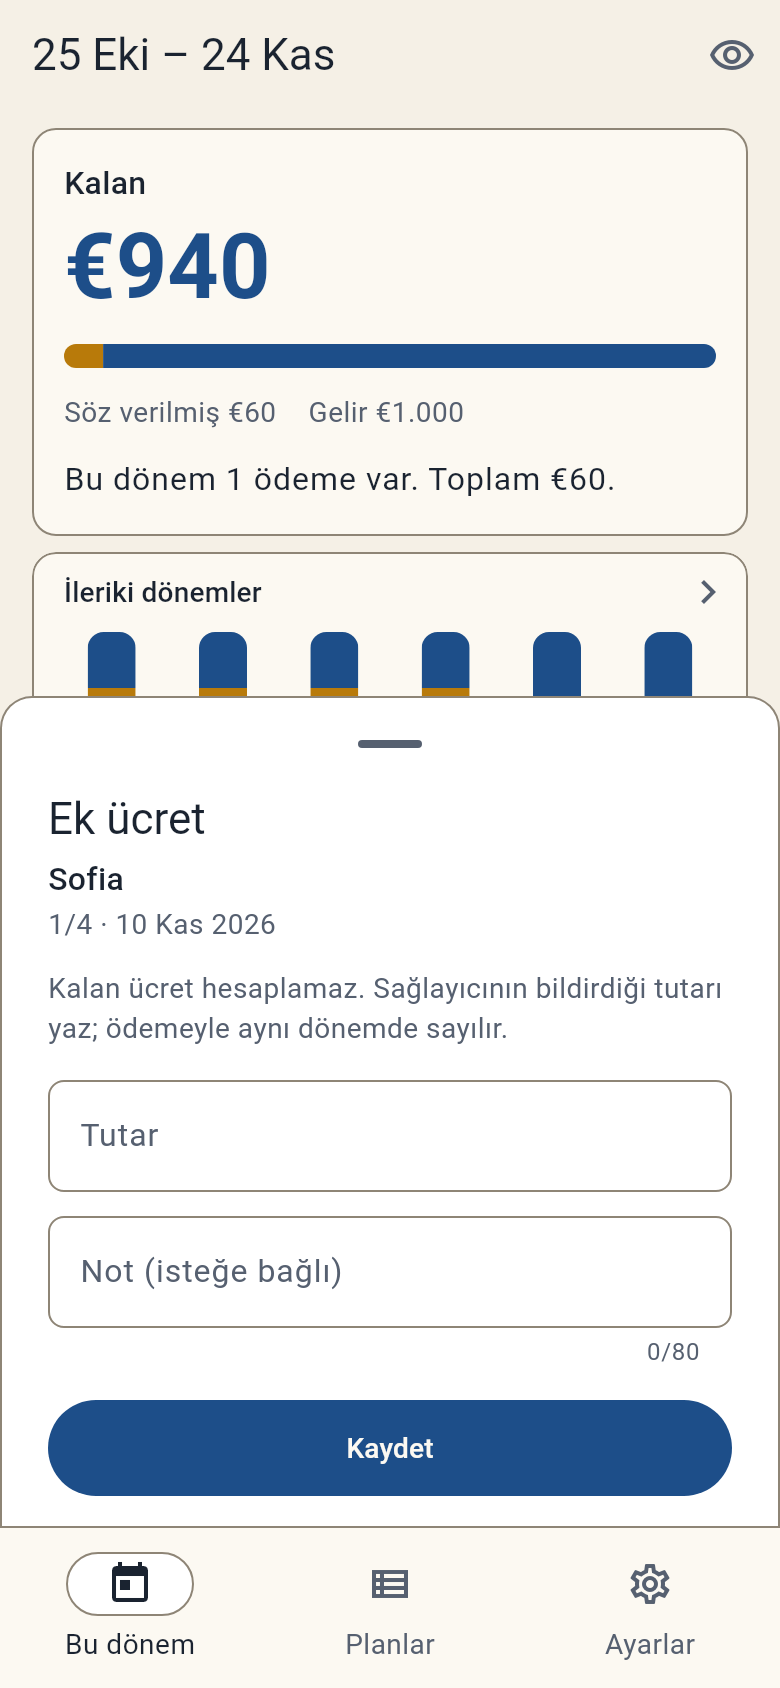 25 Eki – 24 Kas
Kalan
€940
Söz verilmiş €60 Gelir €1.000
Bu dönem 1 ödeme var. Toplam €60.
İleriki dönemler
Ek ücret
Sofia
1/4 · 10 Kas 2026
Kalan ücret hesaplamaz. Sağlayıcının bildirdiği tutarı
yaz; ödemeyle aynı dönemde sayılır.
Tutar
Not (isteğe bağlı)
0/80
Kaydet
Bu dönem Planlar Ayarlar